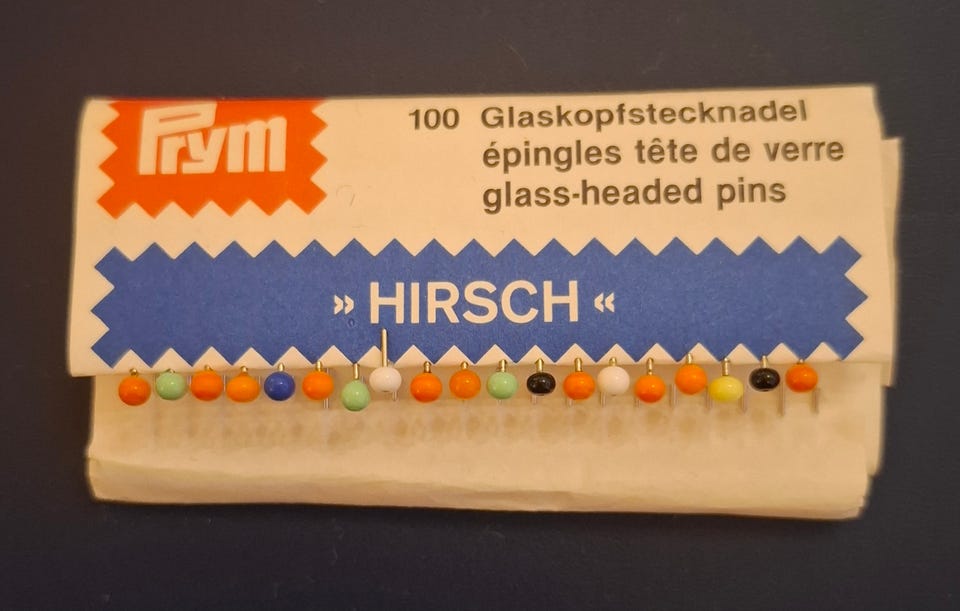 Prym
100 Glaskopfstecknadel
épingles tête de verre
glass-headed pins
» HIRSCH «